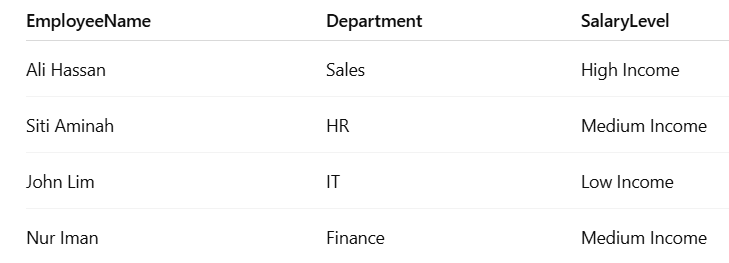 EmployeeName Department SalaryLevel
Ali Hassan Sales High Income
Siti Aminah HR Medium Income
John Lim IT Low Income
Nur Iman Finance Medium Income